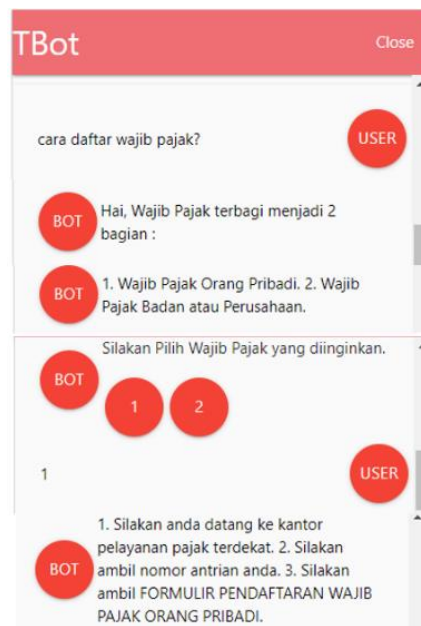 TBot
Close
cara daftar wajib pajak?
USER
BOT
Hai, Wajib Pajak terbagi menjadi 2
bagian :
BOT
1. Wajib Pajak Orang Pribadi. 2. Wajib
Pajak Badan atau Perusahaan.
BOT
Silakan Pilih Wajib Pajak yang diinginkan.
1
2
1
USER
BOT
1. Silakan anda datang ke kantor
pelayanan pajak terdekat. 2. Silakan
ambil nomor antrian anda. 3. Silakan
ambil FORMULIR PENDAFTARAN WAJIB
PAJAK ORANG PRIBADI.